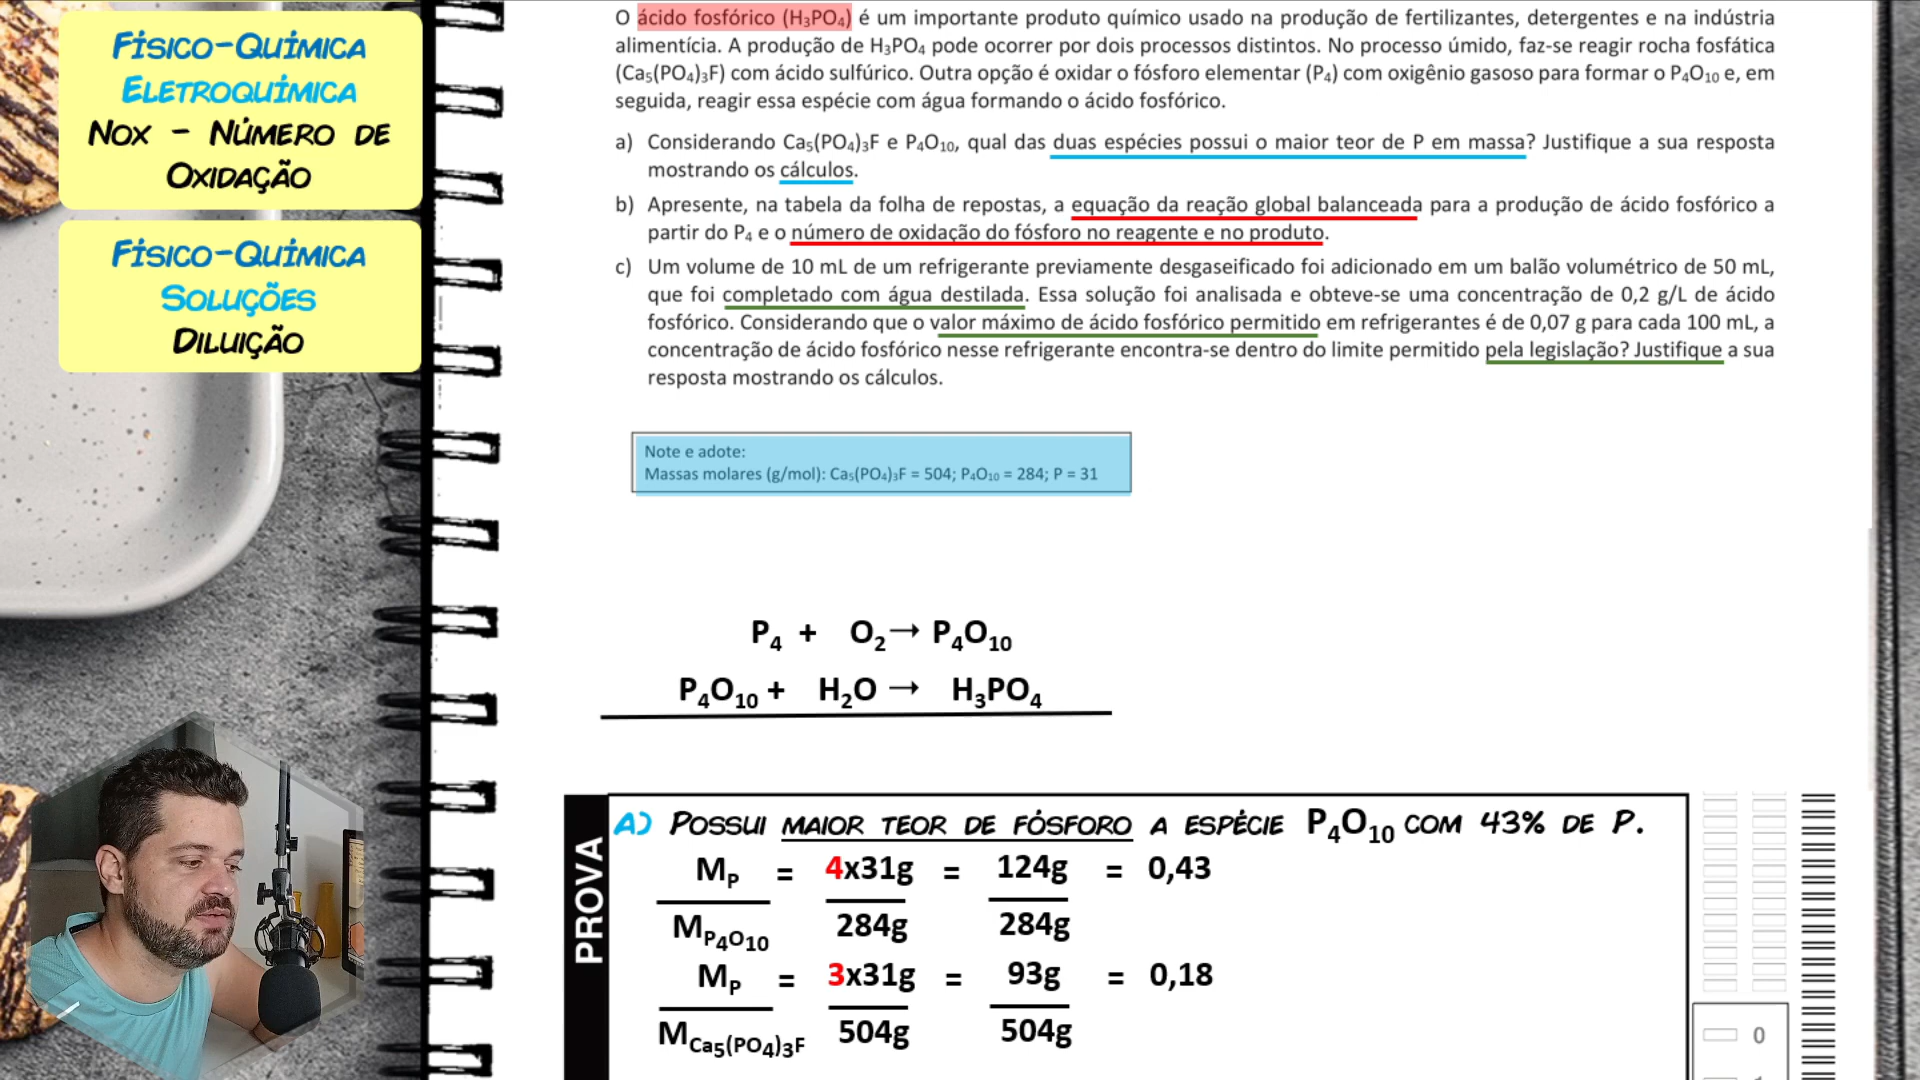 FÍSICO-QUÍMICA
ELETROQUÍMICA
NOX - NÚMERO DE
OXIDAÇÃO
FÍSICO-QUÍMICA
SOLUÇÕES
DILUIÇÃO
O ácido fosfórico (H₃PO₄) é um importante produto químico usado na produção de fertilizantes, detergentes e na indústria
alimentícia. A produção de H₃PO₄ pode ocorrer por dois processos distintos. No processo úmido, faz-se reagir rocha fosfática
(Ca₅(PO₄)₃F) com ácido sulfúrico. Outra opção é oxidar o fósforo elementar (P₄) com oxigênio gasoso para formar o P₄O₁₀ e, em
seguida, reagir essa espécie com água formando o ácido fosfórico.
a) Considerando Ca₅(PO₄)₃F e P₄O₁₀, qual das duas espécies possui o maior teor de P em massa? Justifique a sua resposta
mostrando os cálculos.
b) Apresente, na tabela da folha de repostas, a equação da reação global balanceada para a produção de ácido fosfórico a
partir do P₄ e o número de oxidação do fósforo no reagente e no produto.
c) Um volume de 10 mL de um refrigerante previamente desgaseificado foi adicionado em um balão volumétrico de 50 mL,
que foi completado com água destilada. Essa solução foi analisada e obteve-se uma concentração de 0,2 g/L de ácido
fosfórico. Considerando que o valor máximo de ácido fosfórico permitido em refrigerantes é de 0,07 g para cada 100 mL, a
concentração de ácido fosfórico nesse refrigerante encontra-se dentro do limite permitido pela legislação? Justifique a sua
resposta mostrando os cálculos.
Note e adote:
Massas molares (g/mol): Ca₅(PO₄)₃F = 504; P₄O₁₀ = 284; P = 31
P₄ + O₂ → P₄O₁₀
P₄O₁₀ + H₂O → H₃PO₄
PROVA
A) POSSUI MAIOR TEOR DE FÓSFORO A ESPÉCIE P₄O₁₀ COM 43% DE P.
M_P = 4x31g = 124g = 0,43
M_P₄O₁₀ 284g 284g
M_P = 3x31g = 93g = 0,18
M_Ca₅(PO₄)₃F 504g 504g
0